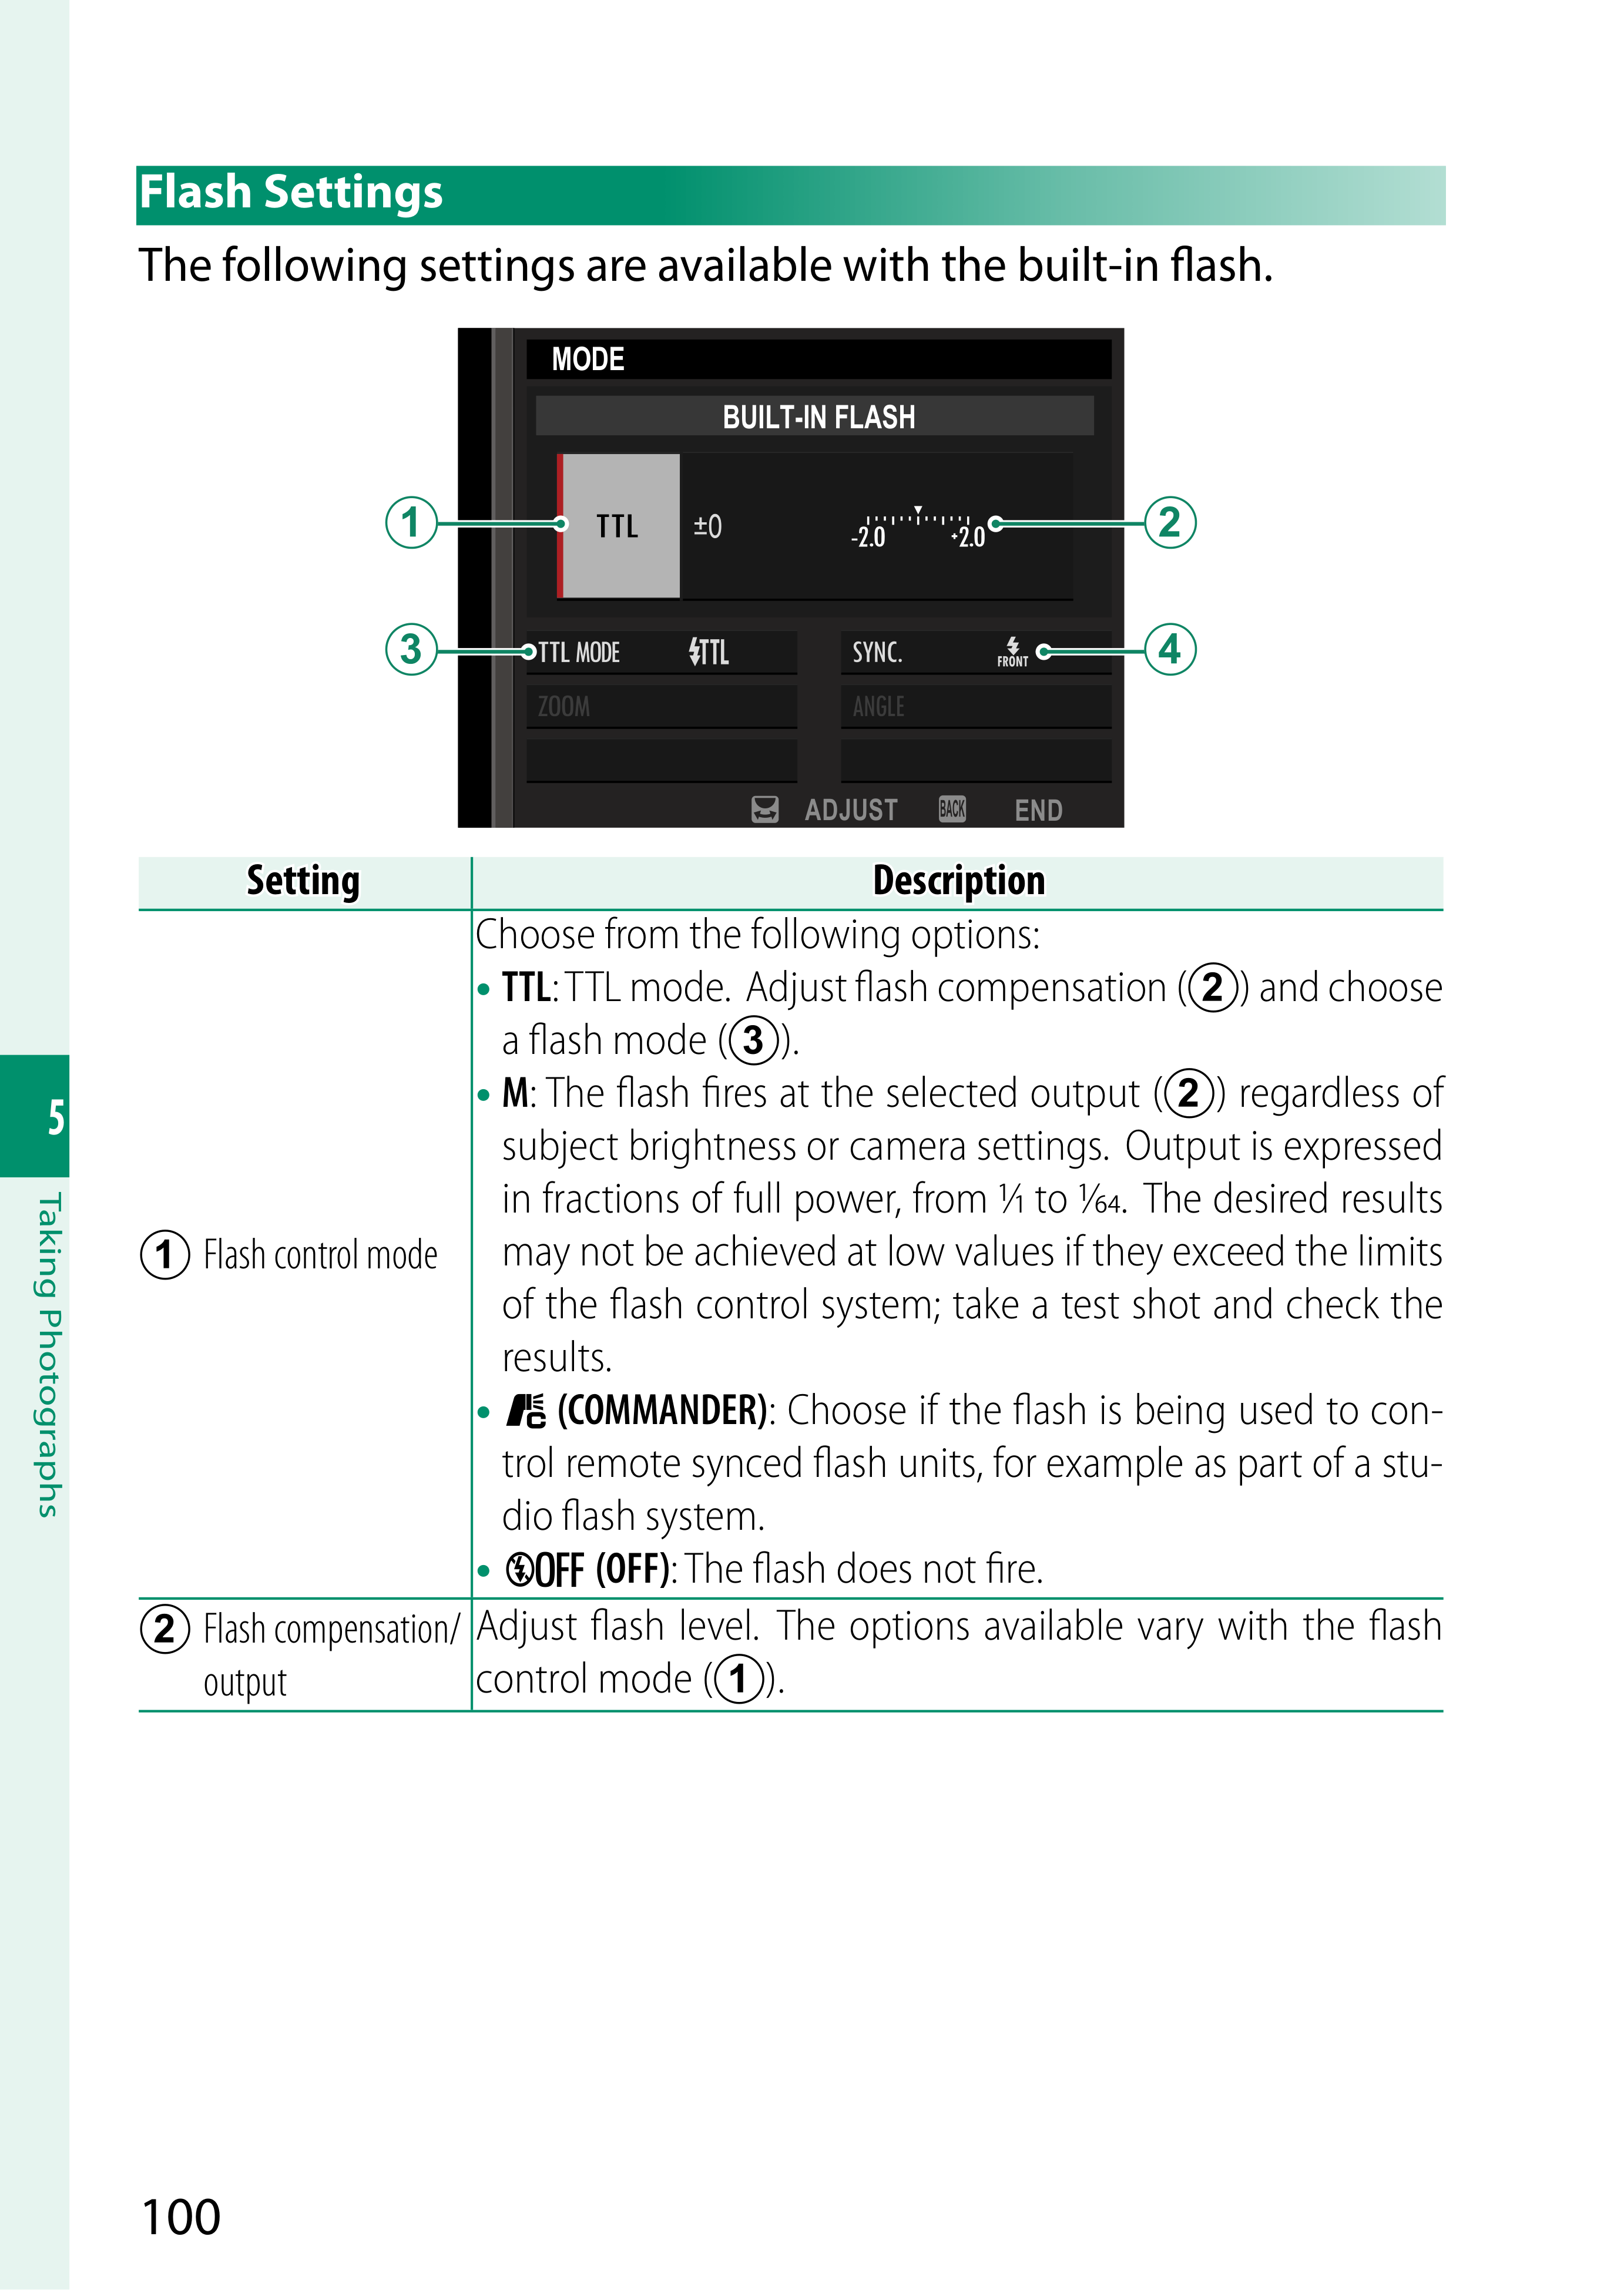 Flash Settings
The following settings are available with the built-in flash.
MODE
BUILT-IN FLASH
1 TTL ±0 -2.0 +2.0 2
3 TTL MODE TTL SYNC. FRONT 4
ZOOM ANGLE
ADJUST BACK END
Setting Description
① Flash control mode
Choose from the following options:
• TTL: TTL mode. Adjust flash compensation (②) and choose
a flash mode (③).
• M: The flash fires at the selected output (②) regardless of
subject brightness or camera settings. Output is expressed
in fractions of full power, from 1/1 to 1/64. The desired results
may not be achieved at low values if they exceed the limits
of the flash control system; take a test shot and check the
results.
• C (COMMANDER): Choose if the flash is being used to con-
trol remote synced flash units, for example as part of a stu-
dio flash system.
• OFF (OFF): The flash does not fire.
② Flash compensation/
output
Adjust flash level. The options available vary with the flash
control mode (①).
5
Taking Photographs
100